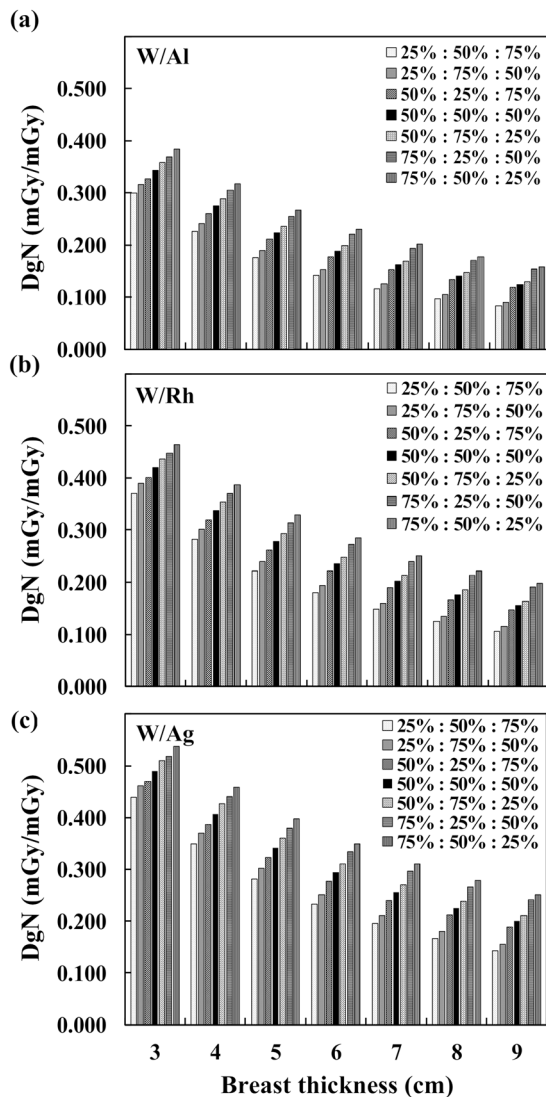 (a)
W/Al
25% : 50% : 75%
25% : 75% : 50%
50% : 25% : 75%
50% : 50% : 50%
50% : 75% : 25%
75% : 25% : 50%
75% : 50% : 25%
DgN (mGy/mGy)
0.500
0.400
0.300
0.200
0.100
0.000
(b)
W/Rh
25% : 50% : 75%
25% : 75% : 50%
50% : 25% : 75%
50% : 50% : 50%
50% : 75% : 25%
75% : 25% : 50%
75% : 50% : 25%
DgN (mGy/mGy)
0.500
0.400
0.300
0.200
0.100
0.000
(c)
W/Ag
25% : 50% : 75%
25% : 75% : 50%
50% : 25% : 75%
50% : 50% : 50%
50% : 75% : 25%
75% : 25% : 50%
75% : 50% : 25%
DgN (mGy/mGy)
0.500
0.400
0.300
0.200
0.100
0.000
3 4 5 6 7 8 9
Breast thickness (cm)